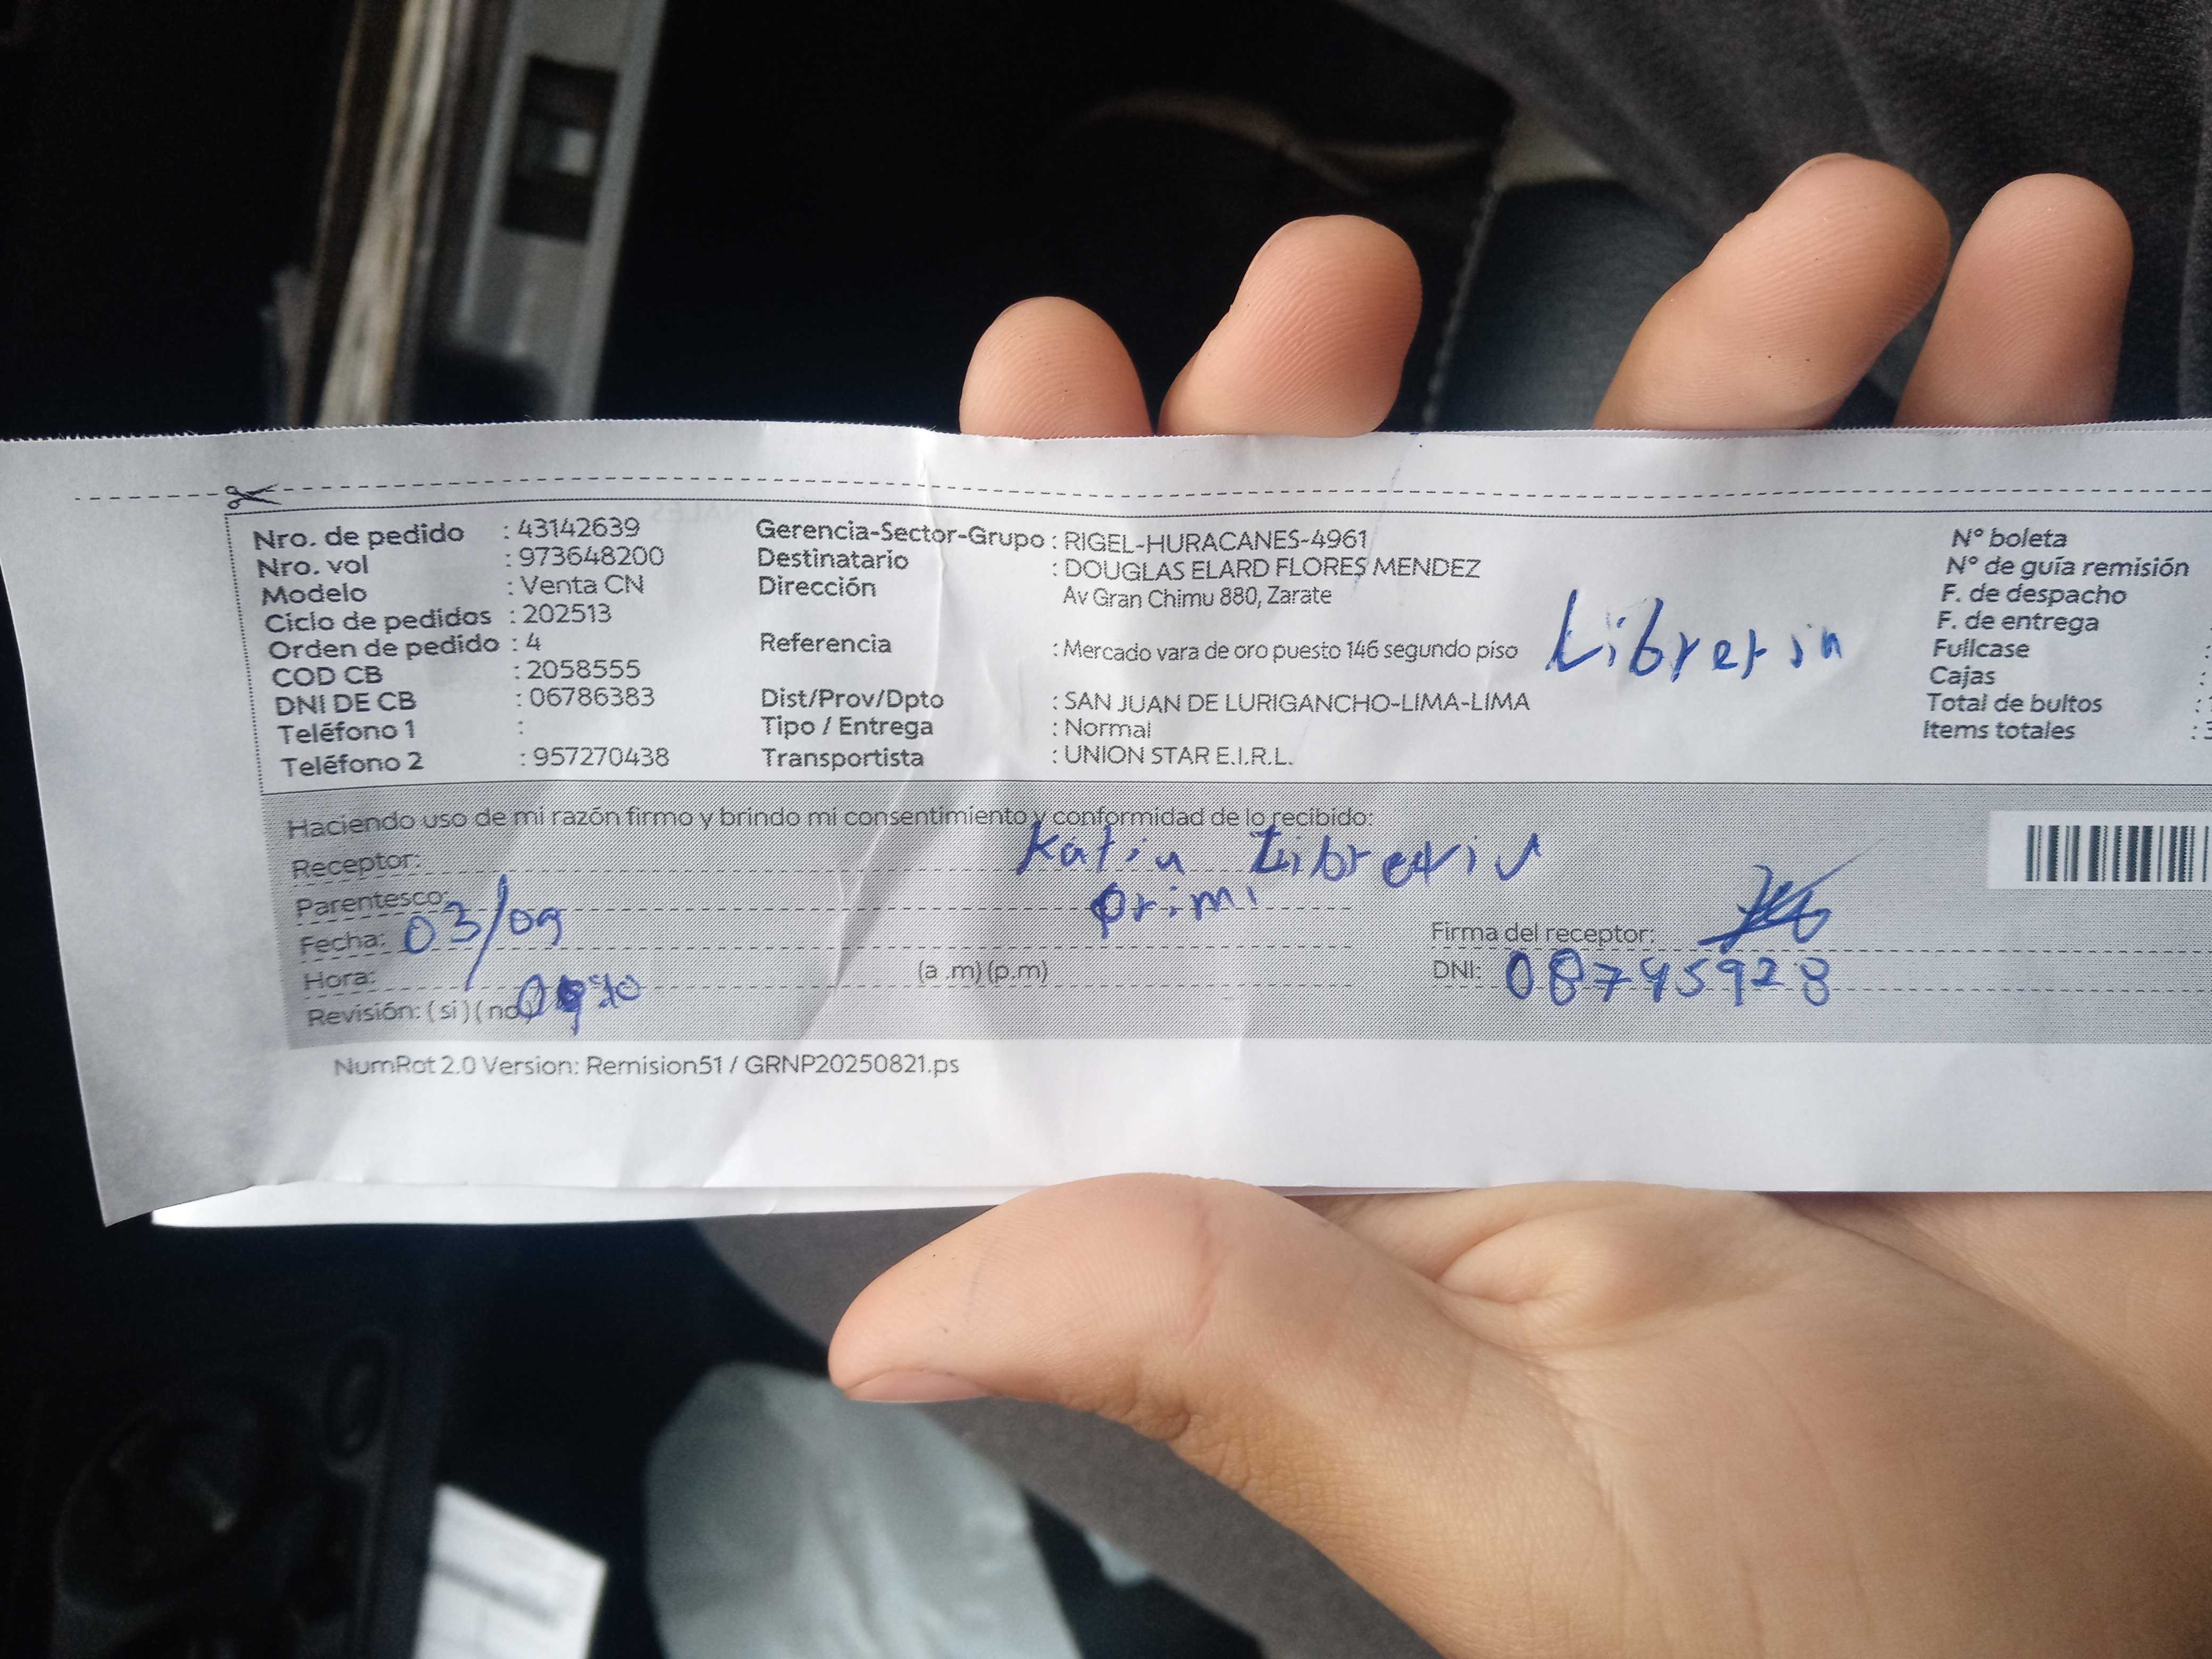 Nro. de pedido : 43142639 Gerencia-Sector-Grupo : RIGEL-HURACANES-4961 N° boleta
Nro. vol : 973648200 Destinatario : DOUGLAS ELARD FLORES MENDEZ N° de guía remisión
Modelo : Venta CN Dirección Av Gran Chimu 880, Zarate F. de despacho
Ciclo de pedidos : 202513 F. de entrega
Orden de pedido : 4 Referencia : Mercado vara de oro puesto 146 segundo piso Libreria Fullcase :
COD CB : 2058555 Cajas :
DNI DE CB : 06786383 Dist/Prov/Dpto : SAN JUAN DE LURIGANCHO-LIMA-LIMA Total de bultos :
Teléfono 1 : Tipo / Entrega : Normal Items totales :
Teléfono 2 : 957270438 Transportista : UNION STAR E.I.R.L.
Haciendo uso de mi razón firmo y brindo mi consentimiento y conformidad de lo recibido:
Receptor: Katia Libreria
Parentesco: primi
Fecha: 03/09 Firma del receptor:
Hora: (a .m) (p.m) DNI: 08745928
Revisión: ( si ) ( no
NumRot 2.0 Version: Remision51 / GRNP20250821.ps